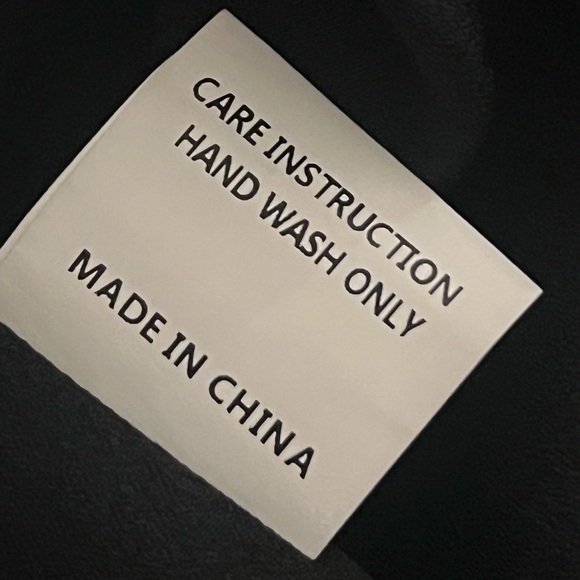 CARE INSTRUCTION
HAND WASH ONLY
MADE IN CHINA